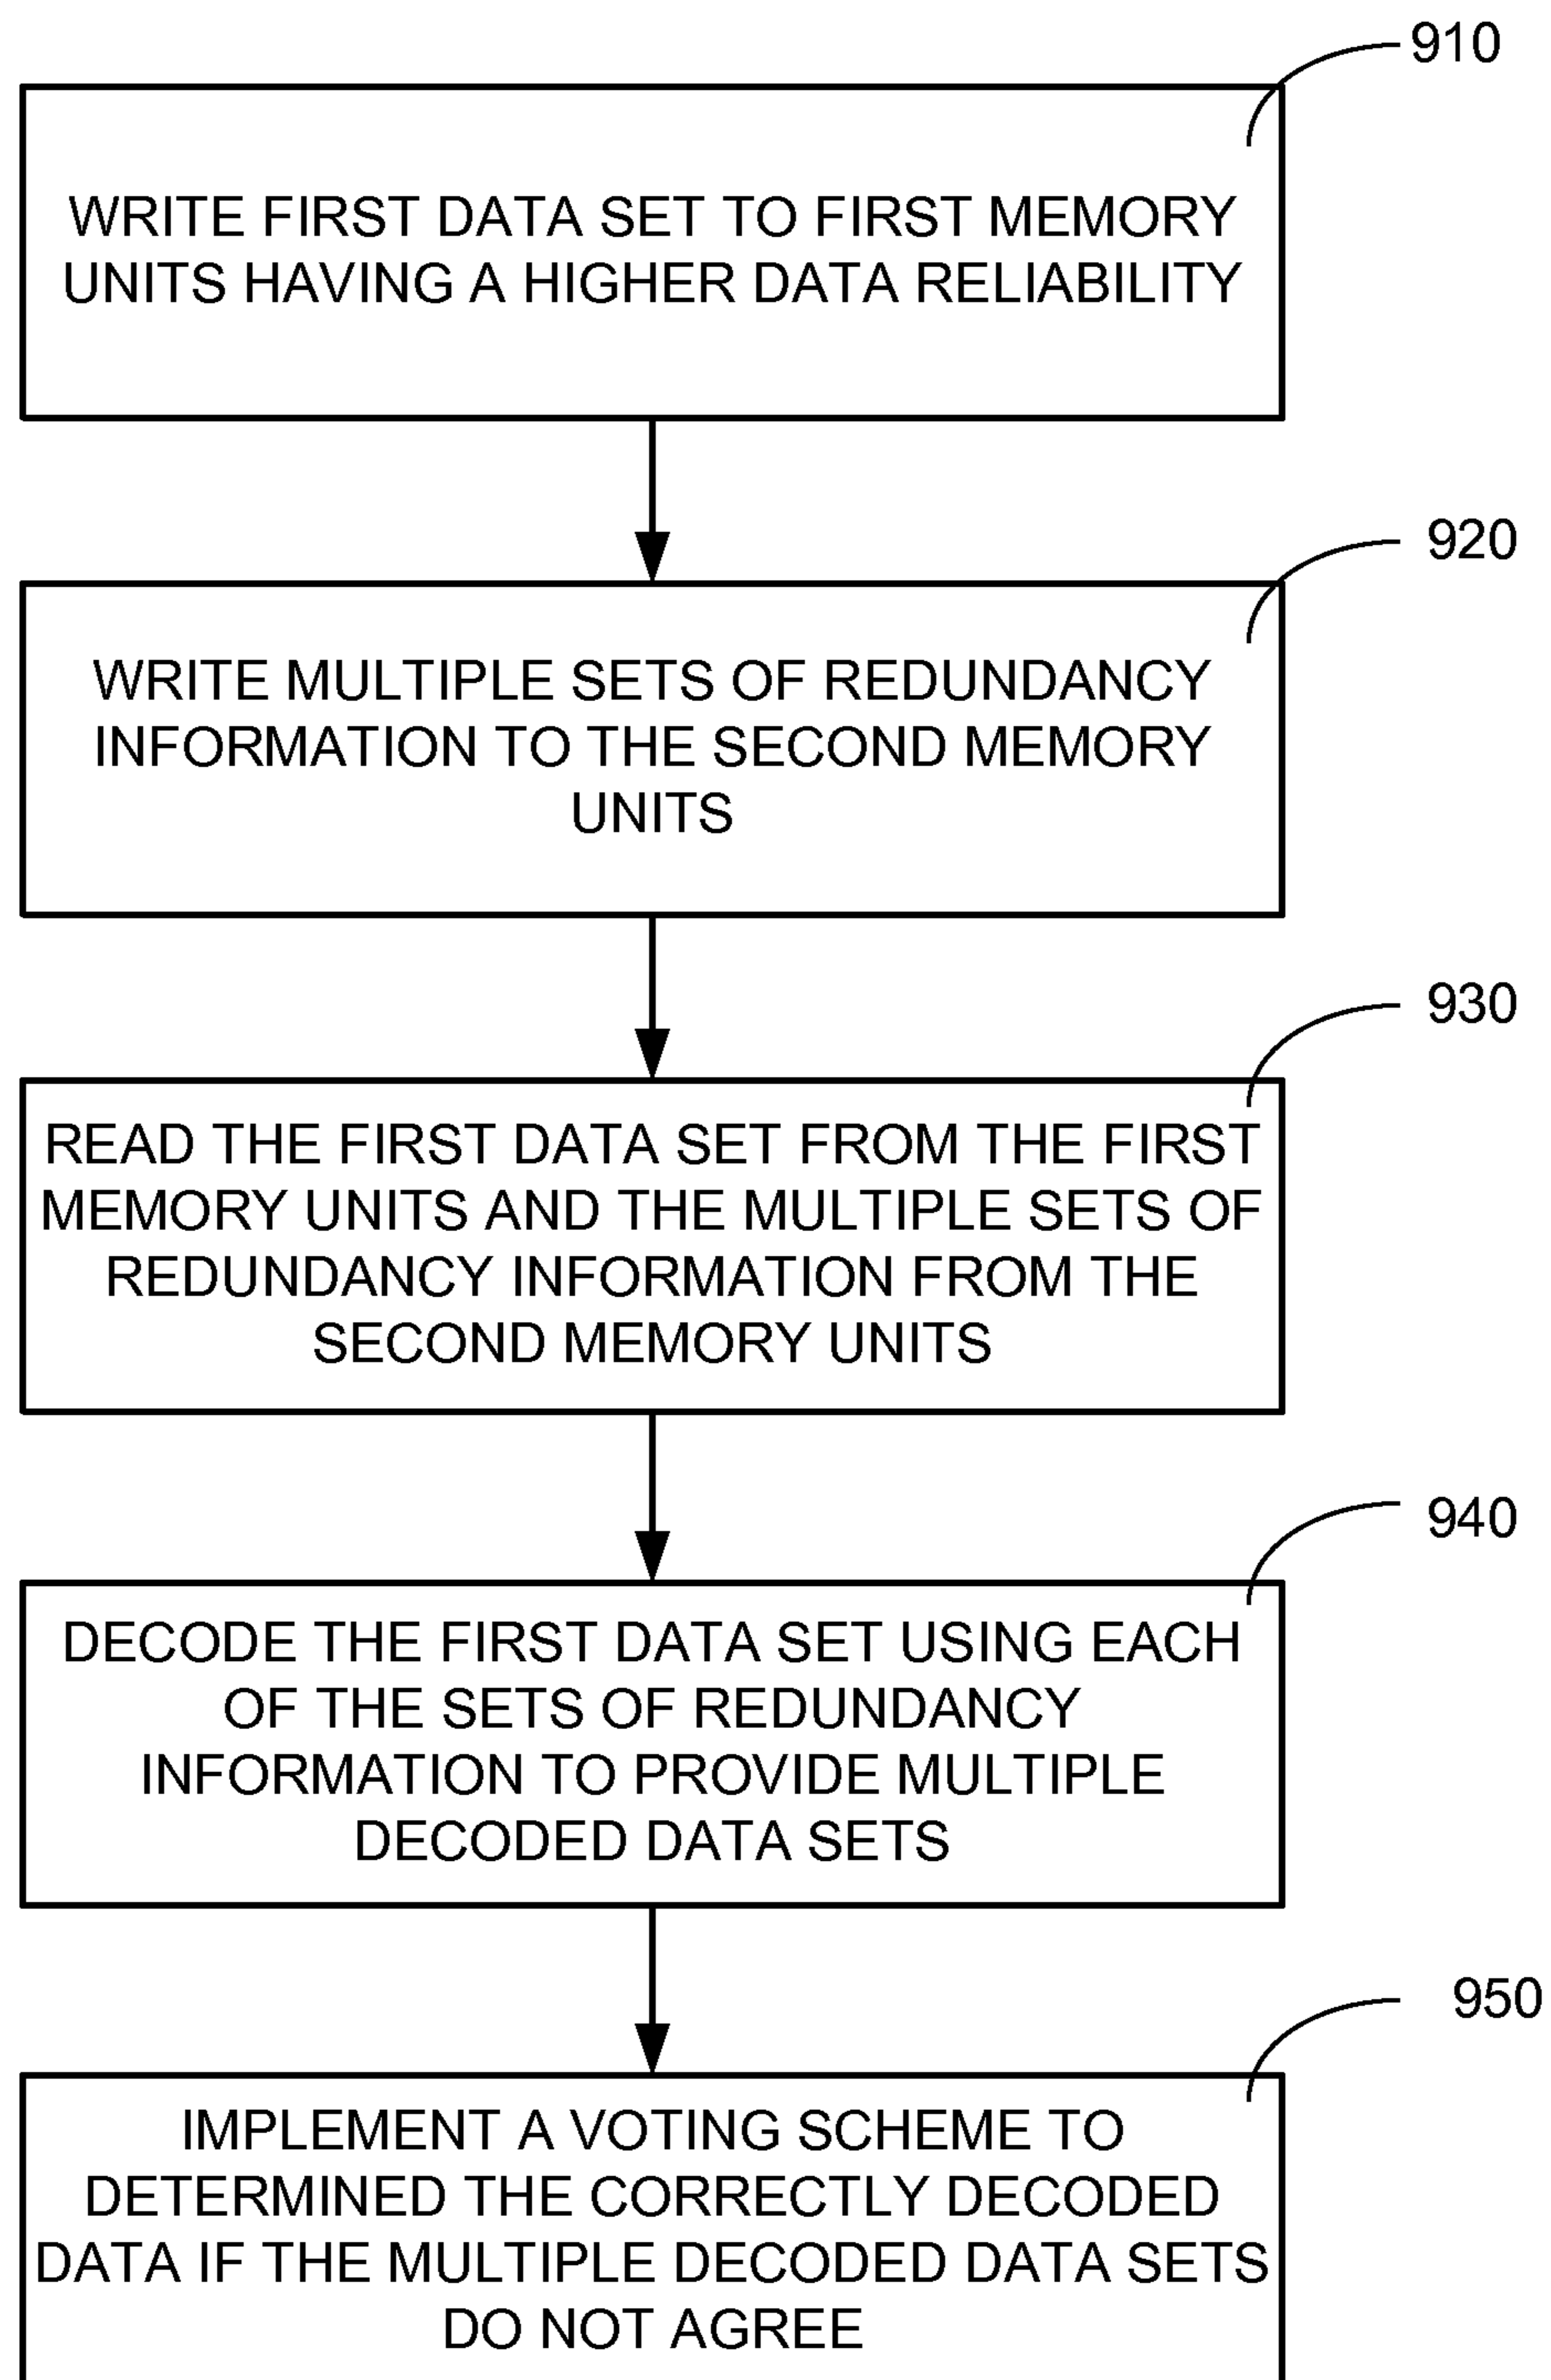 910
WRITE FIRST DATA SET TO FIRST MEMORY
UNITS HAVING A HIGHER DATA RELIABILITY
920
WRITE MULTIPLE SETS OF REDUNDANCY
INFORMATION TO THE SECOND MEMORY
UNITS
930
READ THE FIRST DATA SET FROM THE FIRST
MEMORY UNITS AND THE MULTIPLE SETS OF
REDUNDANCY INFORMATION FROM THE
SECOND MEMORY UNITS
940
DECODE THE FIRST DATA SET USING EACH
OF THE SETS OF REDUNDANCY
INFORMATION TO PROVIDE MULTIPLE
DECODED DATA SETS
950
IMPLEMENT A VOTING SCHEME TO
DETERMINED THE CORRECTLY DECODED
DATA IF THE MULTIPLE DECODED DATA SETS
DO NOT AGREE